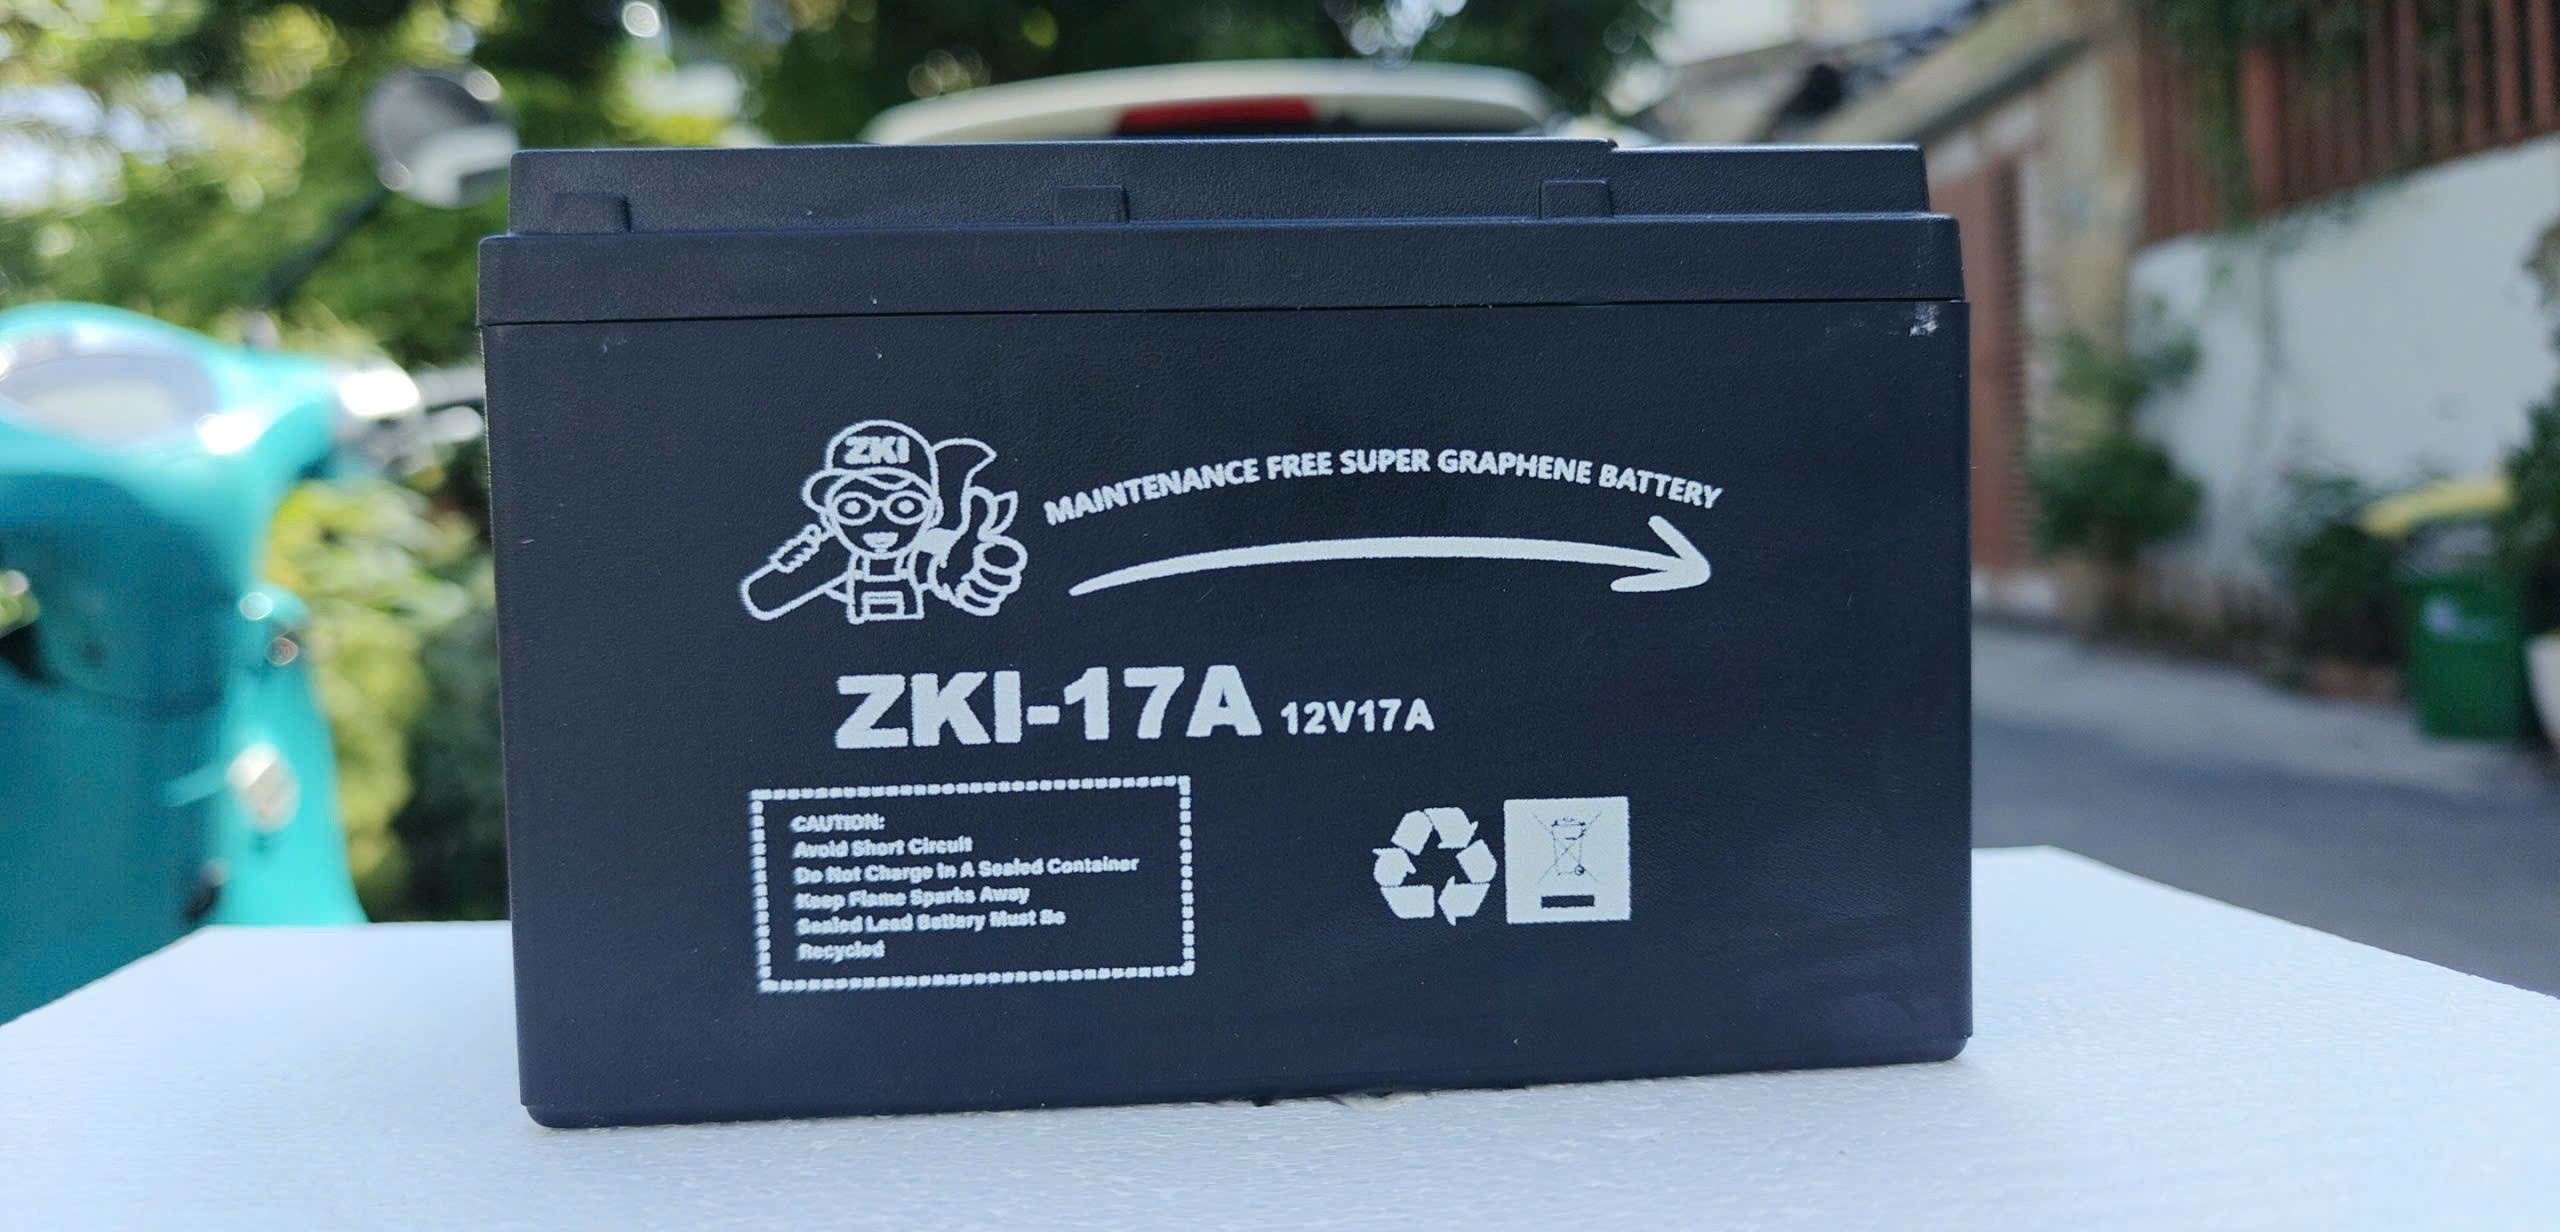 ZKI
MAINTENANCE FREE SUPER GRAPHENE BATTERY
ZKI-17A 12V17A
CAUTION:
Avoid Short Circuit
Do Not Charge In A Sealed Container
Keep Flame Sparks Away
Sealed Lead Battery Must Be
Recycled